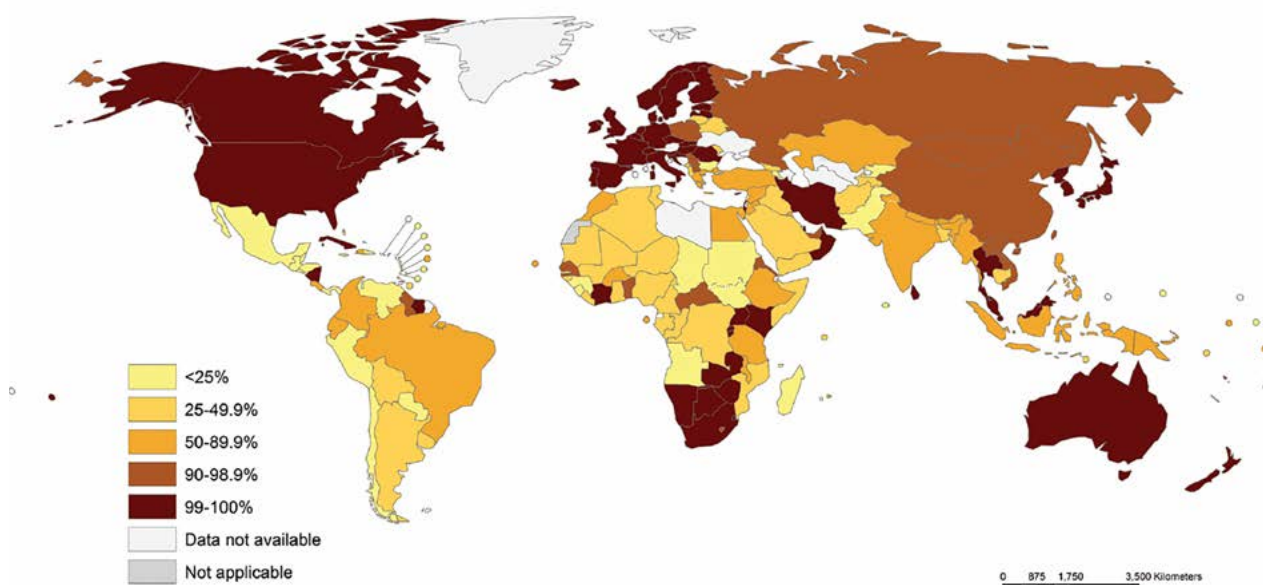 <25%
25-49.9%
50-89.9%
90-98.9%
99-100%
Data not available
Not applicable
0 875 1,750 3,500 Kilometers